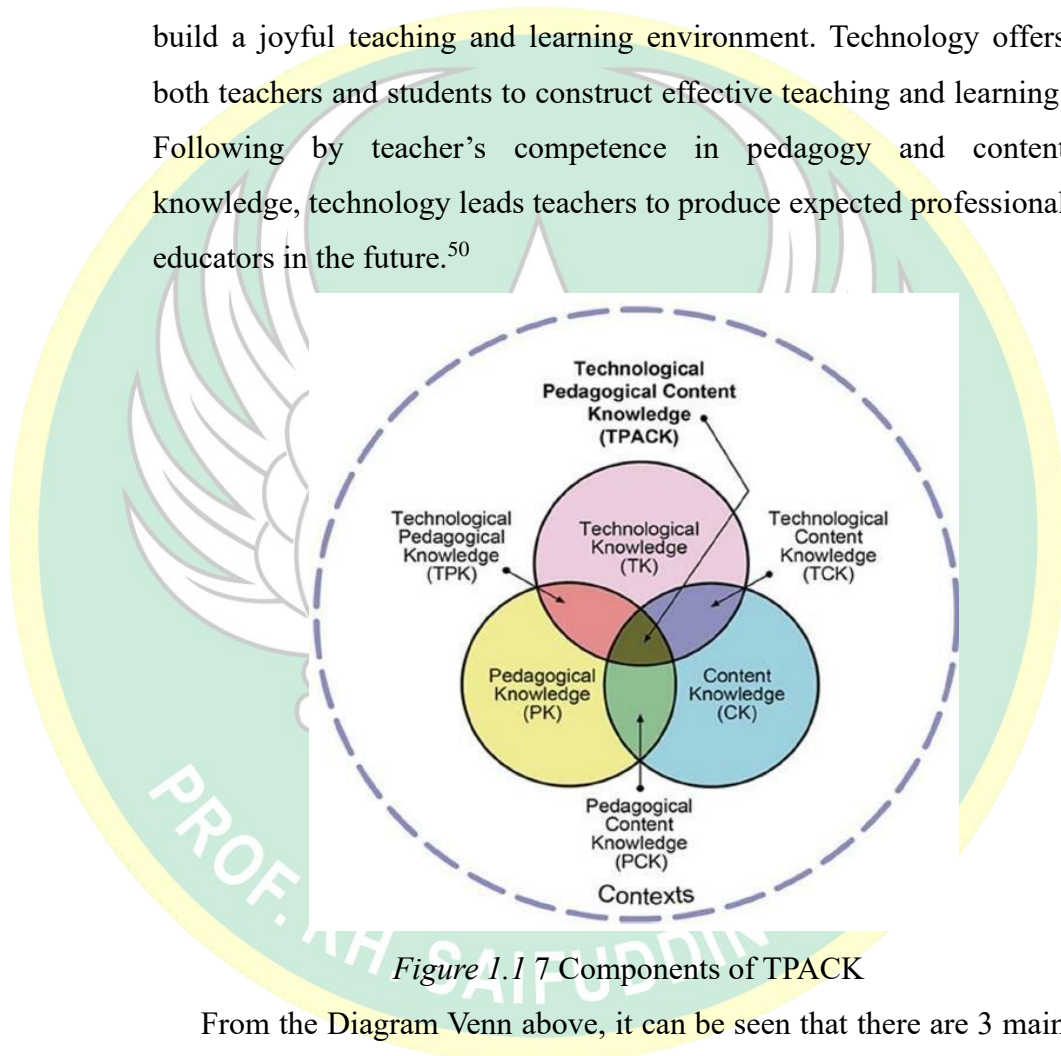 build a joyful teaching and learning environment. Technology offers
both teachers and students to construct effective teaching and learning
Following by teacher’s competence in pedagogy and content
knowledge, technology leads teachers to produce expected professional
educators in the future.50
Technological
Pedagogical Content
Knowledge
(TPACK)
Technological
Pedagogical
Knowledge
(TPK)
Technological
Knowledge
(TK)
Technological
Content
Knowledge
(TCK)
Pedagogical
Knowledge
(PK)
Content
Knowledge
(CK)
Pedagogical
Content
Knowledge
(PCK)
Contexts
PROF. KH SAIFUDDIN
Figure 1.1 7 Components of TPACK
From the Diagram Venn above, it can be seen that there are 3 main